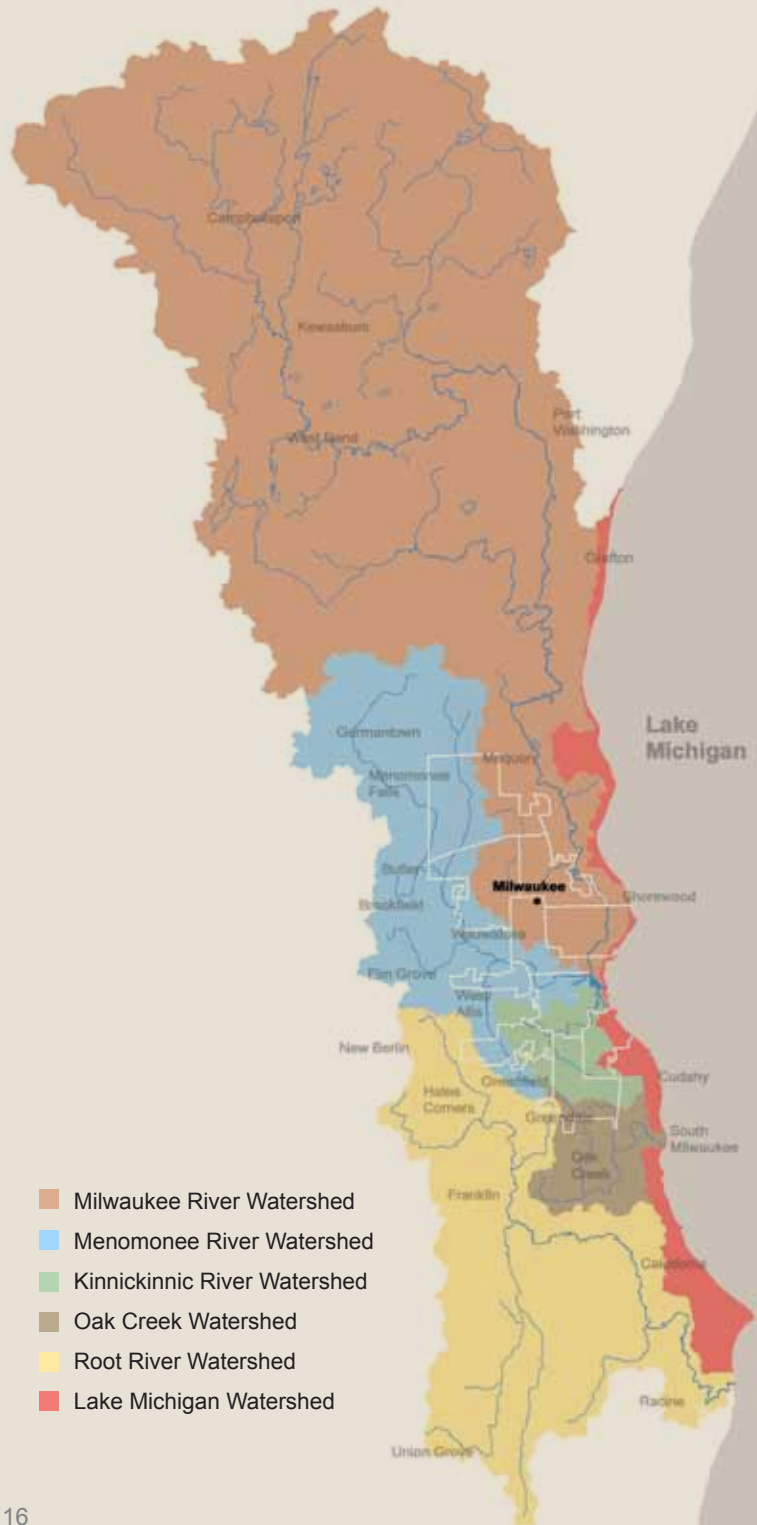 Campbellsport
Kewaskum
West Bend
Port
Washington
Grafton
Lake
Michigan
Germantown
Mequon
Menomonee
Falls
Butler
Milwaukee
Shorewood
Brookfield
Wauwatosa
Elm Grove
West
Allis
New Berlin
Greenfield
Cudahy
Hales
Corners
Greendale
South
Milwaukee
Oak
Creek
Franklin
Caledonia
Racine
Union Grove
Milwaukee River Watershed
Menomonee River Watershed
Kinnickinnic River Watershed
Oak Creek Watershed
Root River Watershed
Lake Michigan Watershed
16